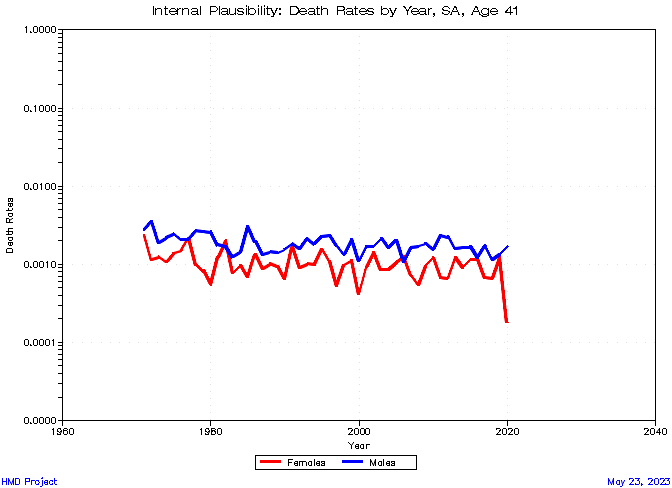 Internal Plausibility: Death Rates by Year, SA, Age 41
1.0000
0.1000
0.0100
0.0010
0.0001
0.0000
Death Rates
1960
1980
2000
2020
2040
Year
Females
Males
HMD Project
May 23, 2023